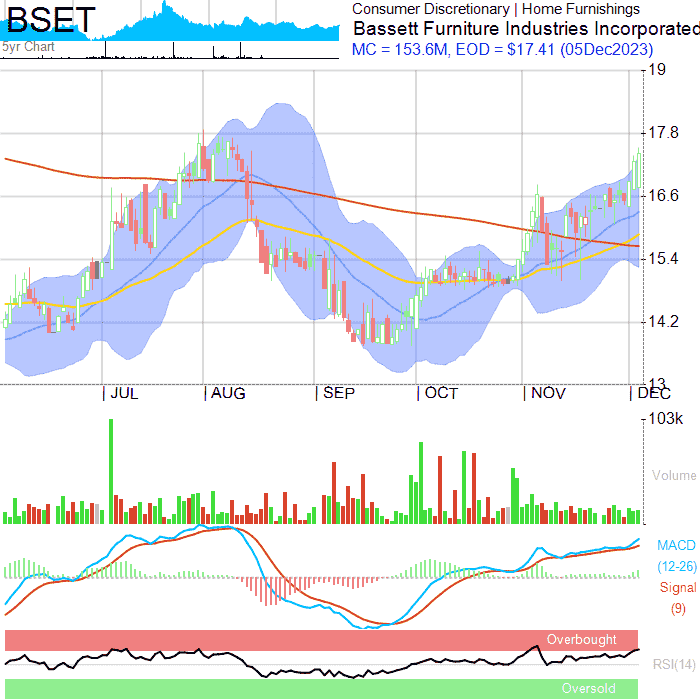 BSET
5yr Chart
Consumer Discretionary | Home Furnishings
Bassett Furniture Industries Incorporated
MC = 153.6M, EOD = $17.41 (05Dec2023)
19
17.8
16.6
15.4
14.2
13
| JUL | AUG | SEP | OCT | NOV | DEC
103k
Volume
MACD
(12-26)
Signal
(9)
Overbought
RSI(14)
Oversold